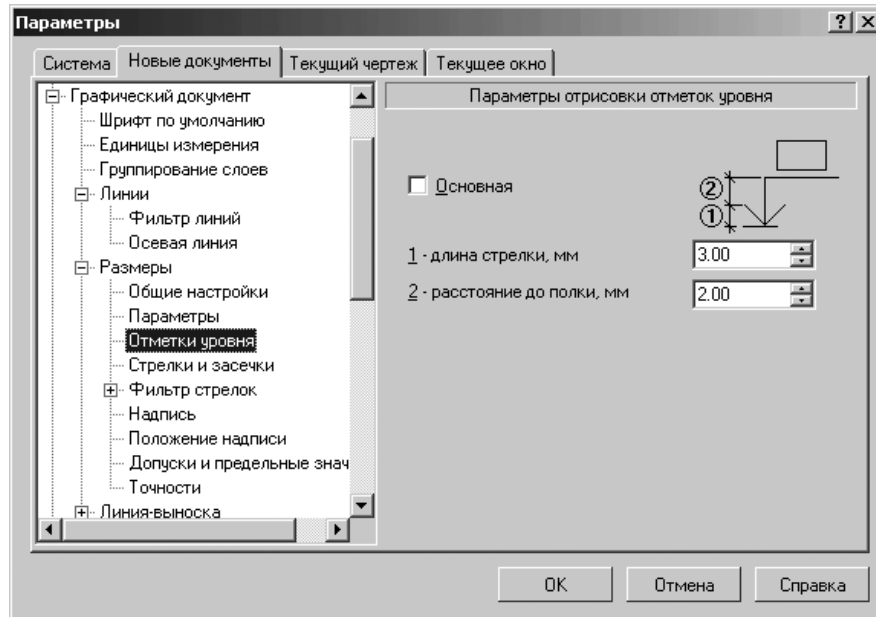 Параметры
Система Новые документы Текущий чертеж Текущее окно
Графический документ
Шрифт по умолчанию
Единицы измерения
Группирование слоев
Линии
Фильтр линий
Осевая линия
Размеры
Общие настройки
Параметры
Отметки уровня
Стрелки и засечки
Фильтр стрелок
Надпись
Положение надписи
Допуски и предельные знач
Точности
Линия-выноска
Параметры отрисовки отметок уровня
Основная
2
1
1 - длина стрелки, мм 3.00
2 - расстояние до полки, мм 2.00
OK Отмена Справка